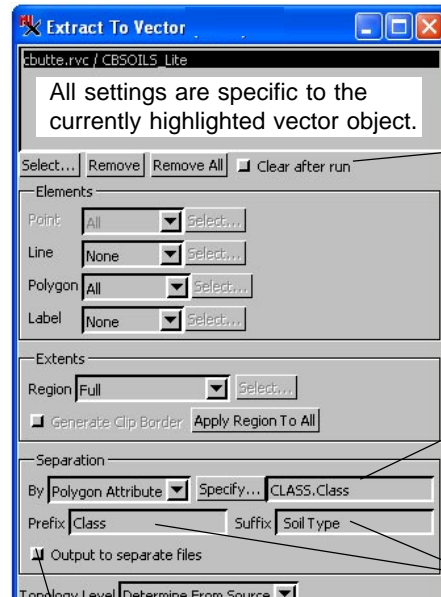 Extract To Vector
cbutte.rvc / CBSOILS_Lite
All settings are specific to the
currently highlighted vector object.
Select... Remove Remove All Clear after run
Elements
Point All Select...
Line None Select...
Polygon All Select...
Label None Select...
Extents
Region Full Select...
Generate Clip Border Apply Region To All
Separation
By Polygon Attribute Specify... CLASS.Class
Prefix Class Suffix Soil Type
Output to separate files
Topology Level Determine From Source